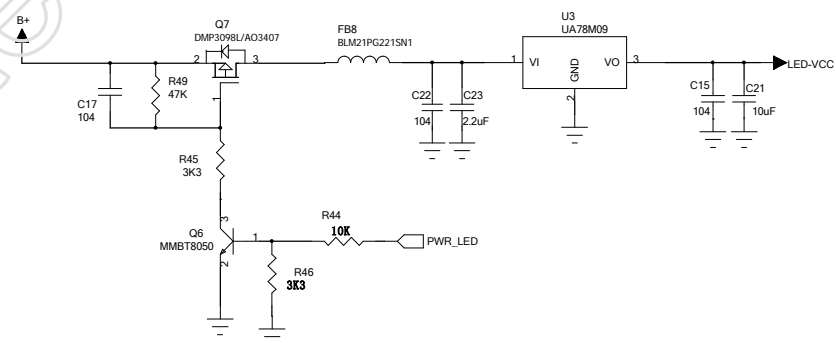 B+
Q7
DMP3098L/AO3407
2
3
1
C17
104
R49
47K
FB8
BLM21PG221SN1
C22
104
C23
2.2uF
U3
UA78M09
1
VI
GND
VO
3
2
LED-VCC
C15
104
C21
10uF
R45
3K3
3
Q6
MMBT8050
1
2
R44
10K
PWR_LED
R46
3K3